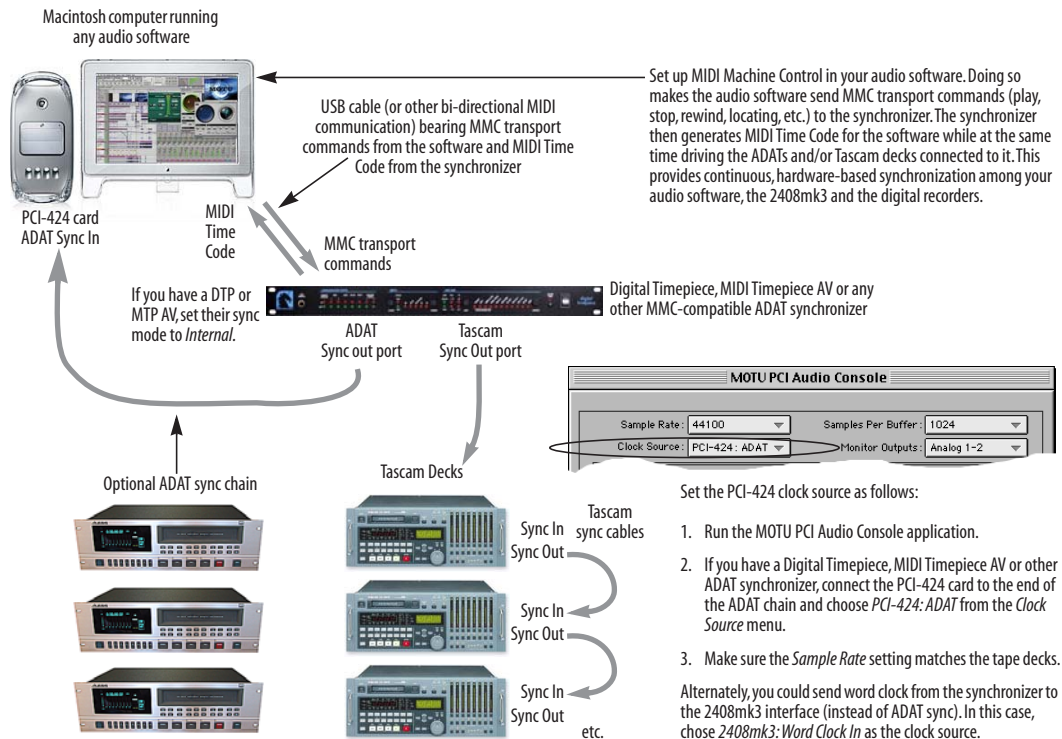 Macintosh computer running
any audio software
Set up MIDI Machine Control in your audio software. Doing so
makes the audio software send MMC transport commands (play,
stop, rewind, locating, etc.) to the synchronizer. The synchronizer
then generates MIDI Time Code for the software while at the same
time driving the ADATs and/or Tascam decks connected to it. This
provides continuous, hardware-based synchronization among your
audio software, the 2408mk3 and the digital recorders.
USB cable (or other bi-directional MIDI
communication) bearing MMC transport
commands from the software and MIDI Time
Code from the synchronizer
PCI-424 card
ADAT Sync In
MIDI
Time
Code
MMC transport
commands
If you have a DTP or
MTP AV, set their sync
mode to Internal.
Digital Timepiece, MIDI Timepiece AV or any
other MMC-compatible ADAT synchronizer
ADAT
Sync out port
Tascam
Sync Out port
MOTU PCI Audio Console
Sample Rate: 44100
Samples Per Buffer: 1024
Clock Source: PCI-424: ADAT
Monitor Outputs: Analog 1-2
Optional ADAT sync chain
Tascam Decks
Tascam
sync cables
Sync In
Sync Out
Sync In
Sync Out
Sync In
Sync Out
etc.
Set the PCI-424 clock source as follows:
1. Run the MOTU PCI Audio Console application.
2. If you have a Digital Timepiece, MIDI Timepiece AV or other
ADAT synchronizer, connect the PCI-424 card to the end of
the ADAT chain and choose PCI-424: ADAT from the Clock
Source menu.
3. Make sure the Sample Rate setting matches the tape decks.
Alternately, you could send word clock from the synchronizer to
the 2408mk3 interface (instead of ADAT sync). In this case,
chose 2408mk3: Word Clock In as the clock source.